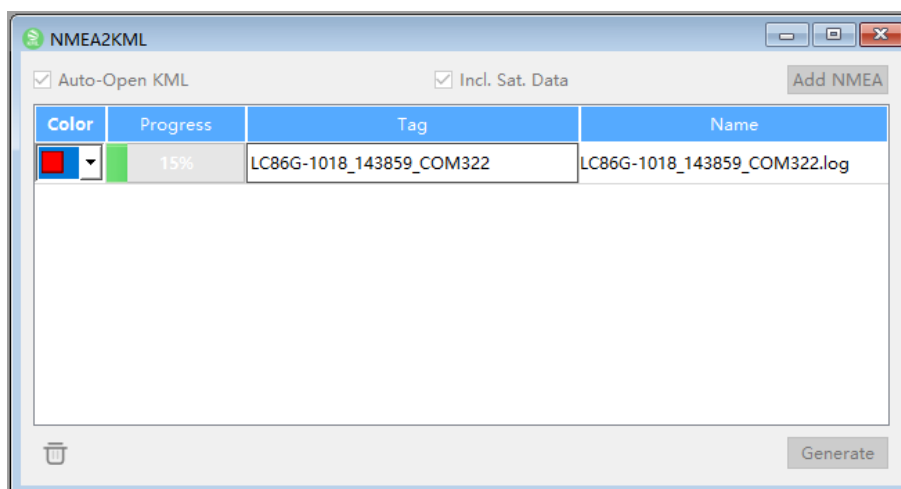 NMEA2KML
Auto-Open KML Incl. Sat. Data Add NMEA
Color Progress Tag Name
15% LC86G-1018_143859_COM322 LC86G-1018_143859_COM322.log
Generate